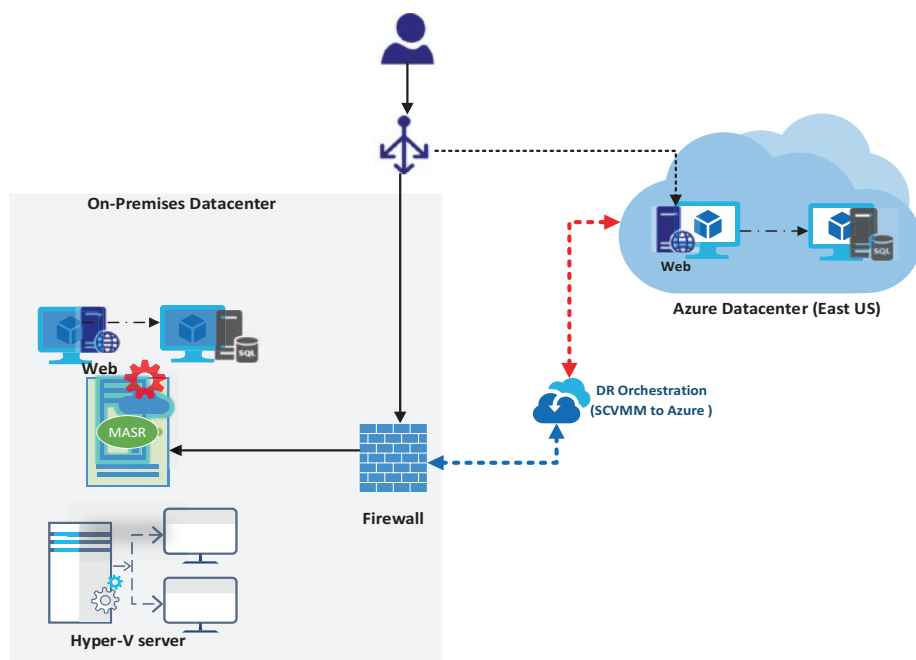 On-Premises Datacenter
Web
SQL
Azure Datacenter (East US)
Web
SQL
MASR
DR Orchestration
(SCVMM to Azure )
Firewall
Hyper-V server